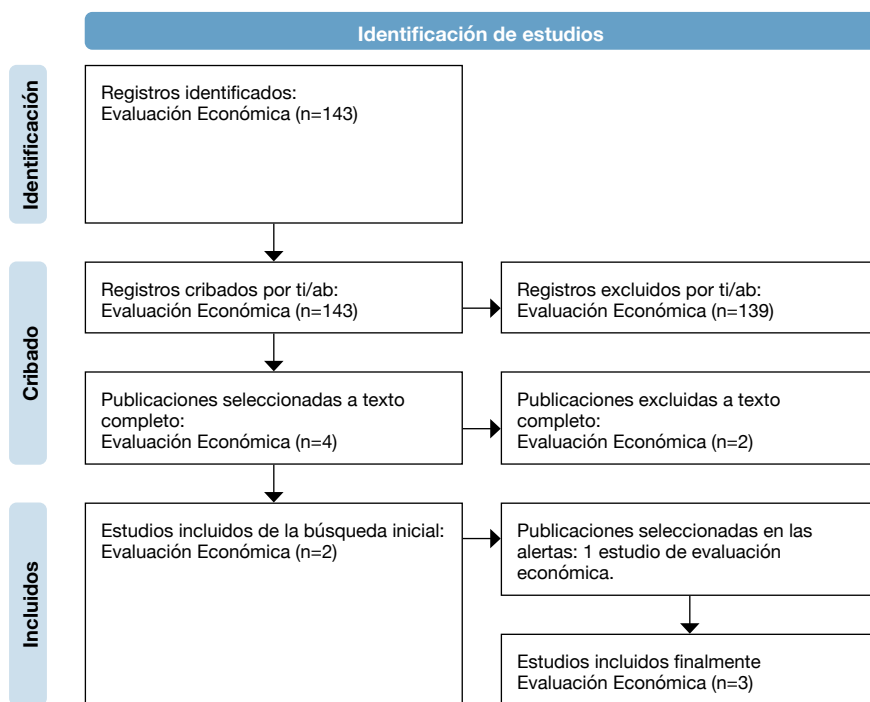 Identificación de estudios
Identificación
Registros identificados:
Evaluación Económica (n=143)
Cribado
Registros cribados por ti/ab:
Evaluación Económica (n=143)
Registros excluidos por ti/ab:
Evaluación Económica (n=139)
Publicaciones seleccionadas a texto
completo:
Evaluación Económica (n=4)
Publicaciones excluidas a texto
completo:
Evaluación Económica (n=2)
Incluidos
Estudios incluidos de la búsqueda inicial:
Evaluación Económica (n=2)
Publicaciones seleccionadas en las
alertas: 1 estudio de evaluación
económica.
Estudios incluidos finalmente
Evaluación Económica (n=3)